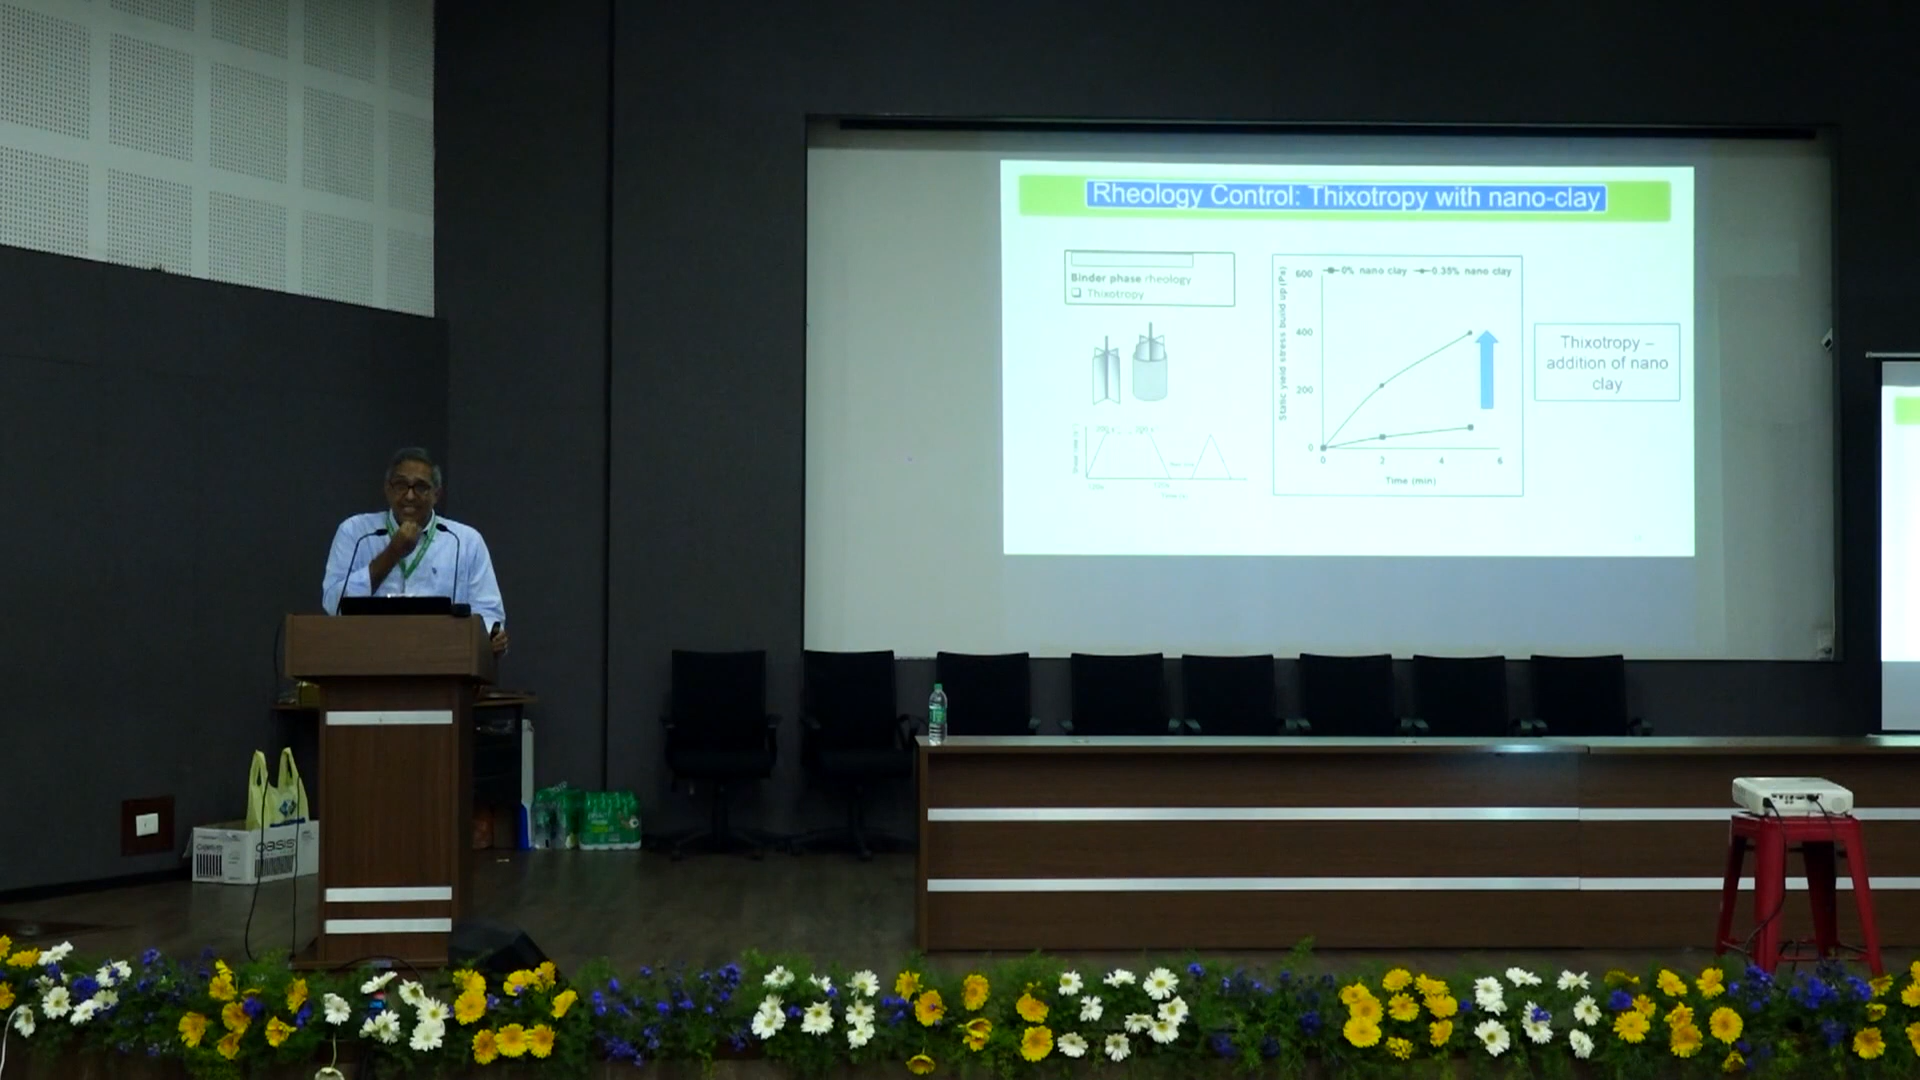 Rheology Control: Thixotropy with nano-clay
Binder phase rheology
❑ Thixotropy
0% nano clay 0.35% nano clay
Static yield stress build up (Pa)
600
400
200
0
0 2 4 6
Time (min)
Thixotropy –
addition of nano
clay
oasis